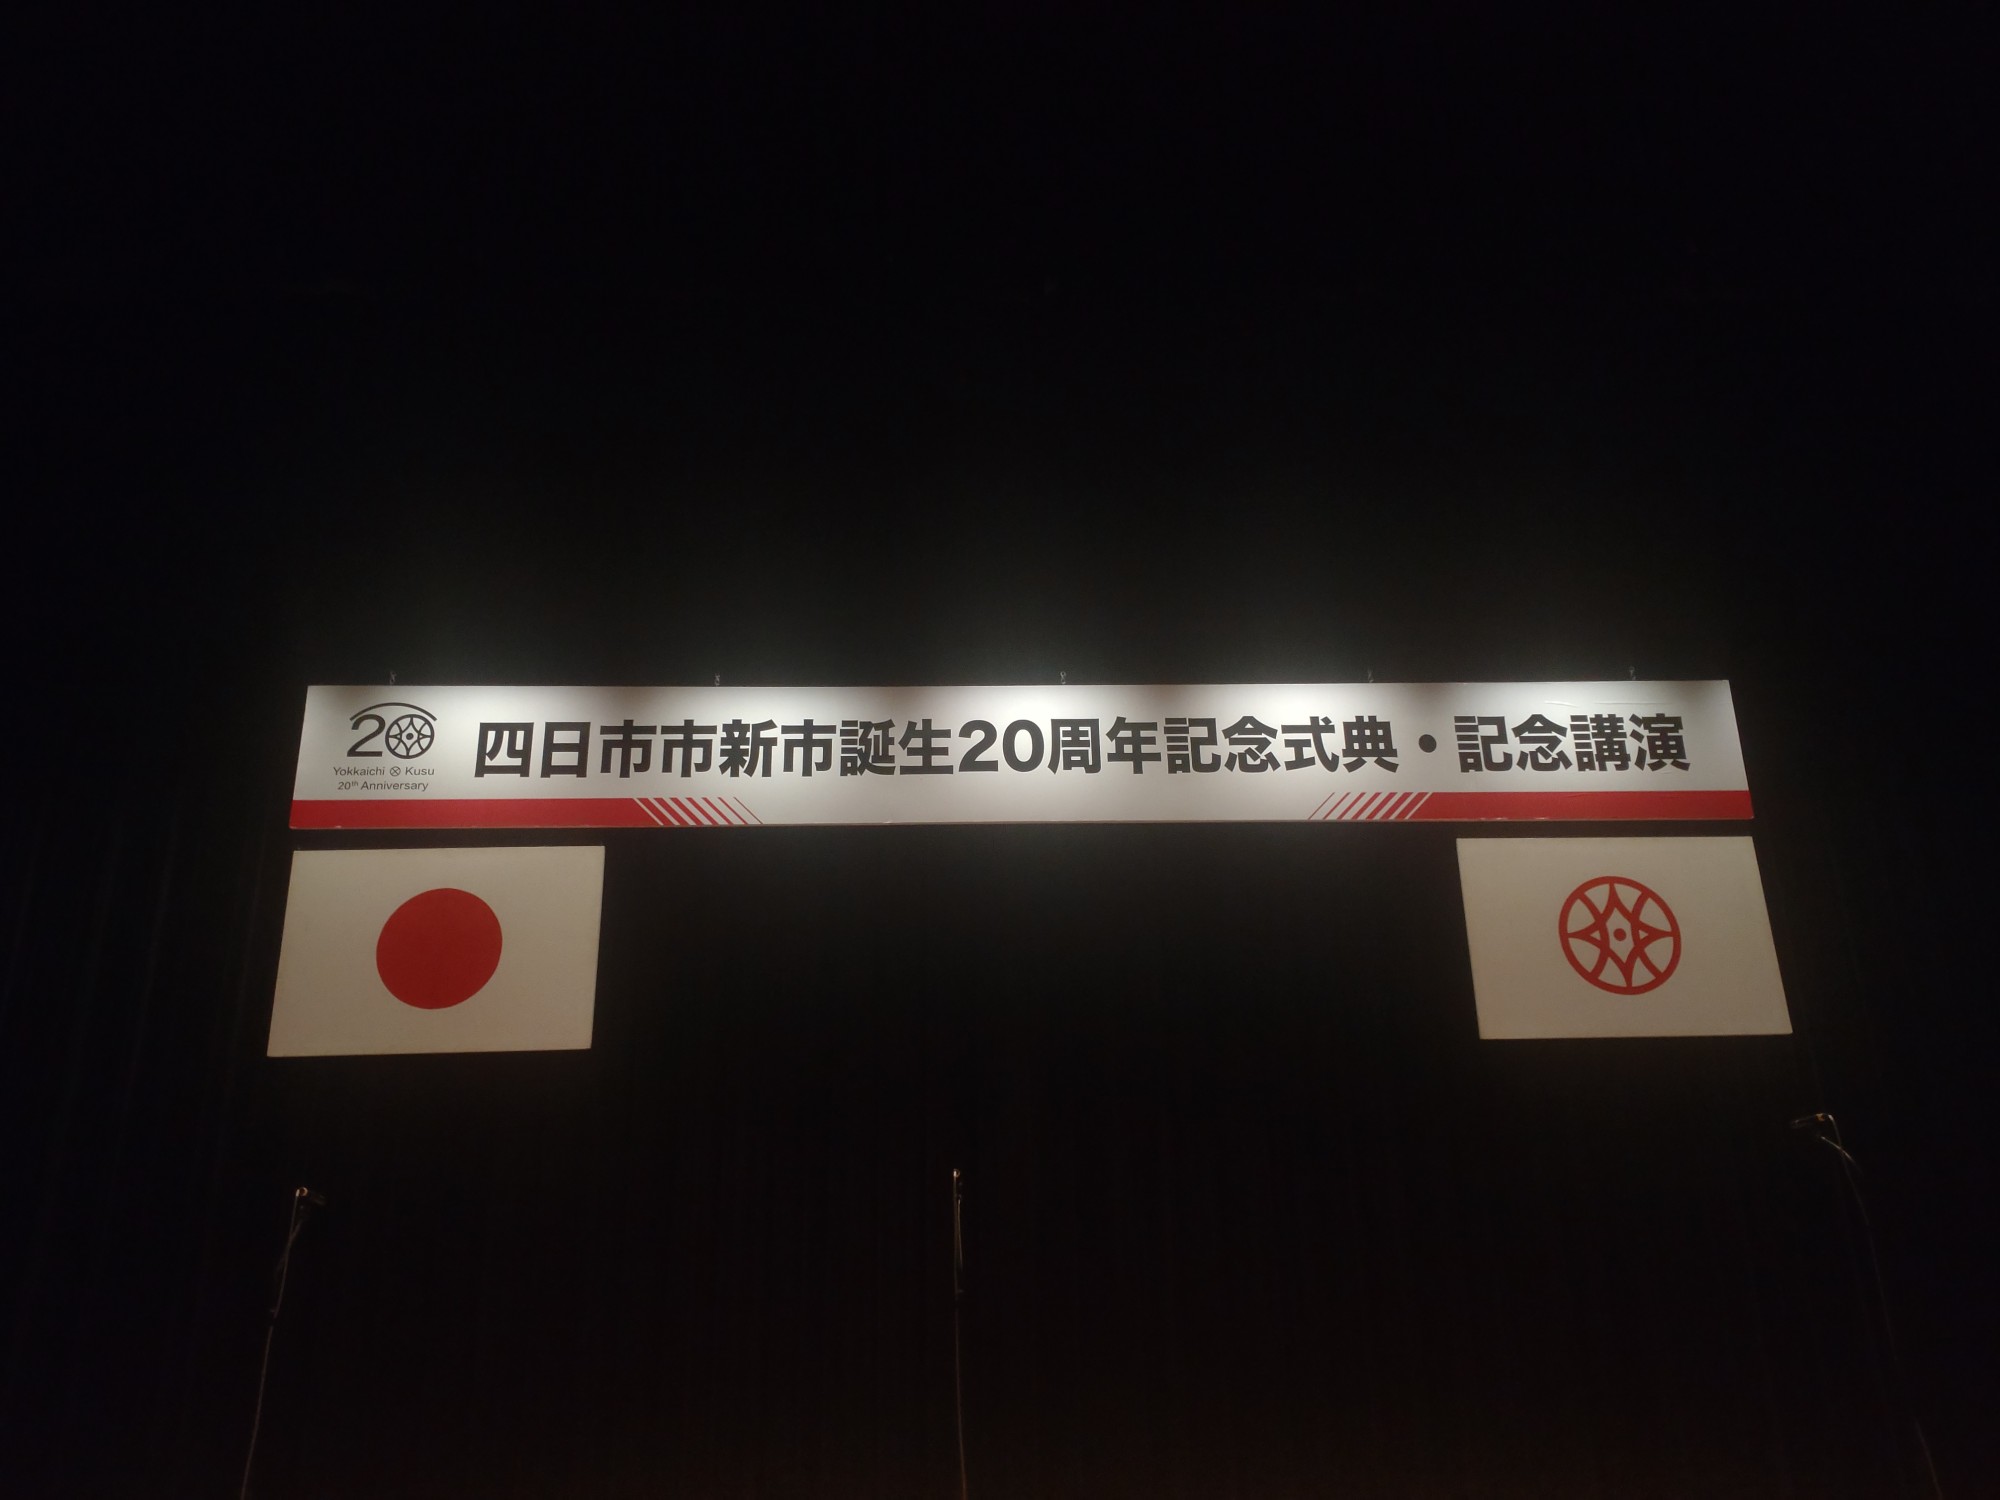 20
Yokkaichi Kusu
20th Anniversary
四日市市新市誕生20周年記念式典・記念講演